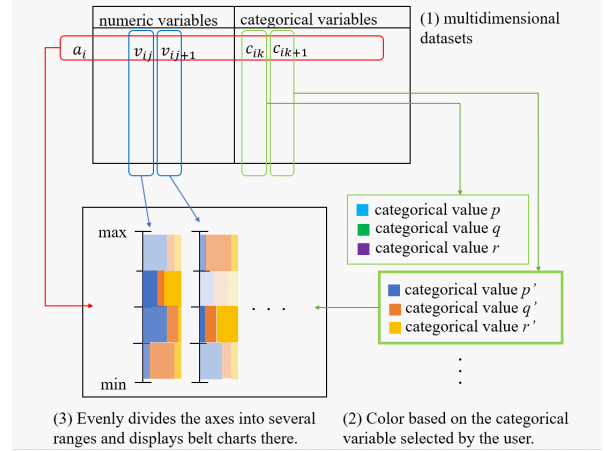 numeric variables
categorical variables
(1) multidimensional
datasets
a_i
v_ij
v_ij+1
c_ik
c_ik+1
categorical value p
categorical value q
categorical value r
max
min
. . .
categorical value p’
categorical value q’
categorical value r’
(3) Evenly divides the axes into several
ranges and displays belt charts there.
(2) Color based on the categorical
variable selected by the user.